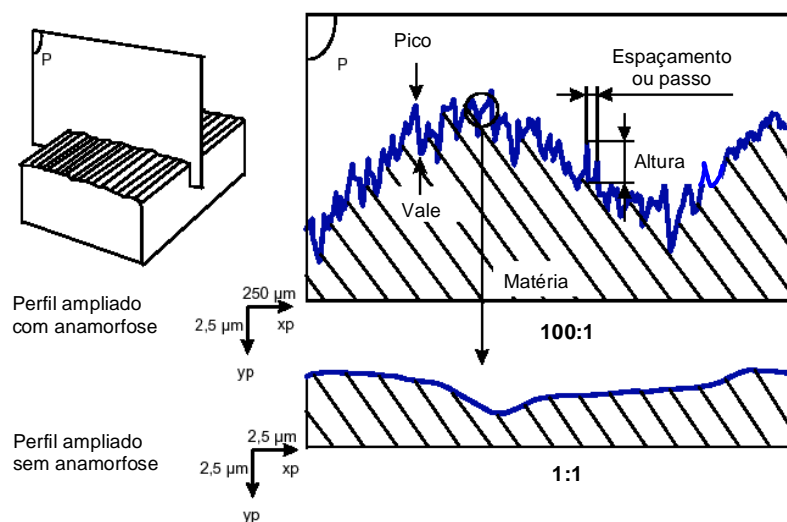 P
P
Pico
Espaçamento
ou passo
Altura
Vale
Matéria
Perfil ampliado
com anamorfose
250 µm
2,5 µm
xp
yp
100:1
Perfil ampliado
sem anamorfose
2,5 µm
2,5 µm
xp
yp
1:1